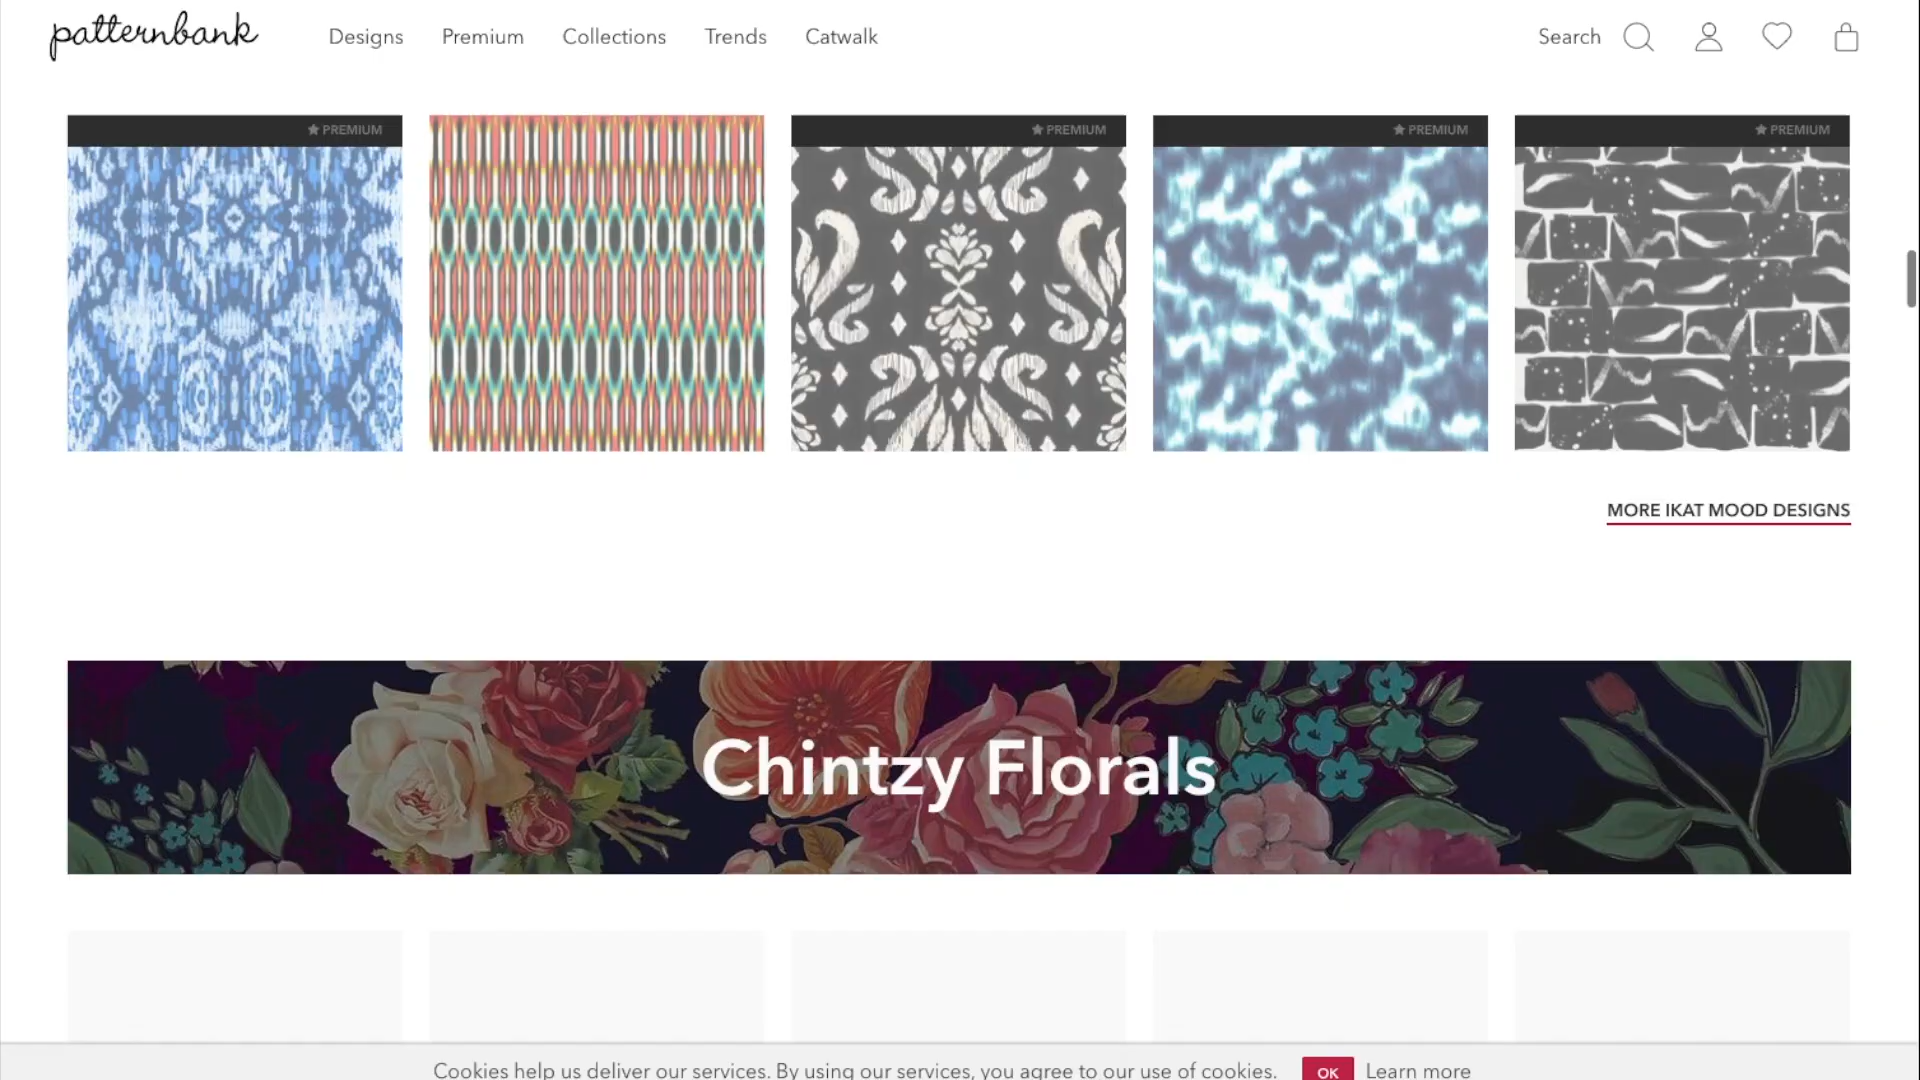 patternbank Designs Premium Collections Trends Catwalk Search
PREMIUM PREMIUM PREMIUM PREMIUM
MORE IKAT MOOD DESIGNS
Chintzy Florals
Cookies help us deliver our services. By using our services, you agree to our use of cookies. OK Learn more